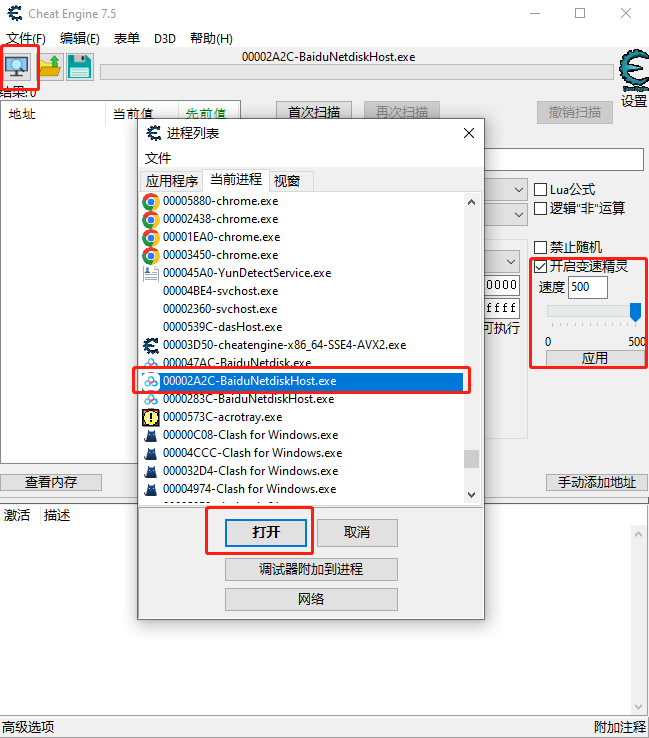 Cheat Engine 7.5
文件(F) 编辑(E) 表单 D3D 帮助(H)
00002A2C-BaiduNetdiskHost.exe
结果: 0
设置
地址 当前值 先前值
首次扫描 再次扫描 撤销扫描
进程列表
文件
应用程序 当前进程 视窗
00005880-chrome.exe
00002438-chrome.exe
00001EA0-chrome.exe
00003450-chrome.exe
000045A0-YunDetectService.exe
00004BE4-svchost.exe
00002360-svchost.exe
0000539C-dasHost.exe
00003D50-cheatengine-x86_64-SSE4-AVX2.exe
000047AC-BaiduNetdisk.exe
00002A2C-BaiduNetdiskHost.exe
0000283C-BaiduNetdiskHost.exe
0000573C-acrotray.exe
00000C08-Clash for Windows.exe
00004CCC-Clash for Windows.exe
000032D4-Clash for Windows.exe
00004974-Clash for Windows.exe
打开 取消
调试器附加到进程
网络
Lua公式
逻辑"非"运算
禁止随机
开启变速精灵
速度 500
0 500
应用
0000
ffff
可执行
查看内存
手动添加地址
激活 描述
高级选项
附加注释